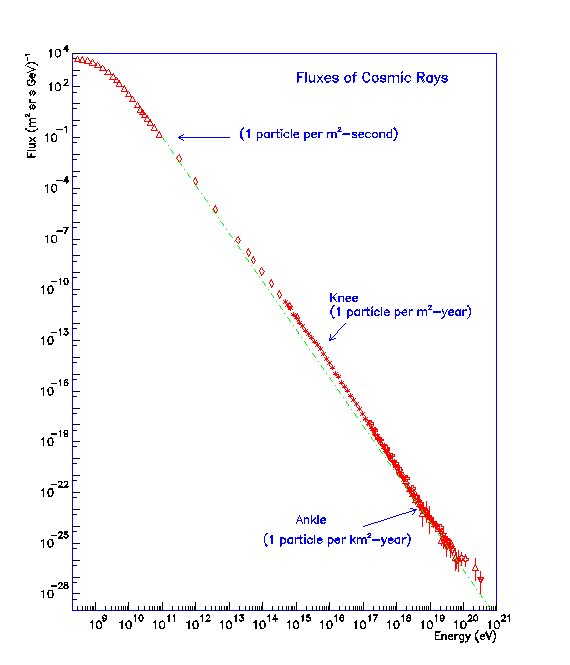 Fluxes of Cosmic Rays
Flux (m² sr s GeV)⁻¹
10⁴
10²
10⁻¹
10⁻⁴
10⁻⁷
10⁻¹⁰
10⁻¹³
10⁻¹⁶
10⁻¹⁹
10⁻²²
10⁻²⁵
10⁻²⁸
(1 particle per m²−second)
Knee
(1 particle per m²−year)
Ankle
(1 particle per km²−year)
10⁹ 10¹⁰ 10¹¹ 10¹² 10¹³ 10¹⁴ 10¹⁵ 10¹⁶ 10¹⁷ 10¹⁸ 10¹⁹ 10²⁰ 10²¹
Energy (eV)